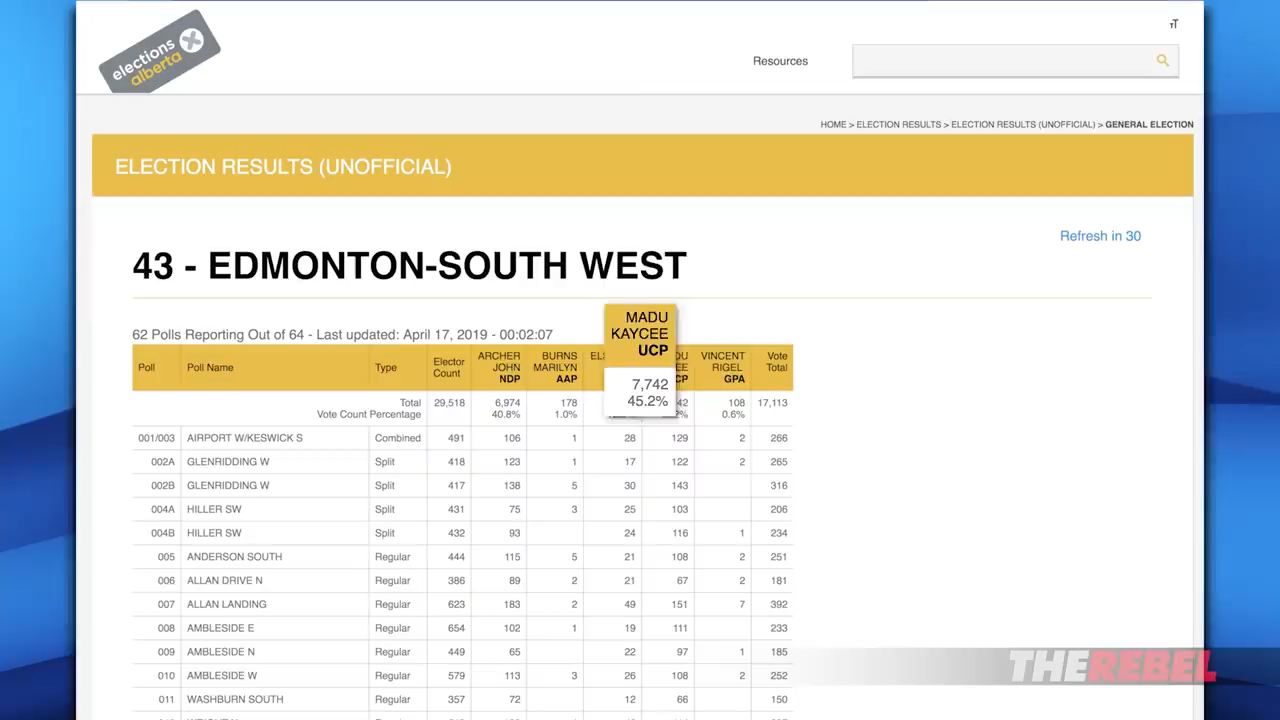 elections
alberta
тT
Resources
HOME > ELECTION RESULTS > ELECTION RESULTS (UNOFFICIAL) > GENERAL ELECTION
ELECTION RESULTS (UNOFFICIAL)
Refresh in 30
43 - EDMONTON-SOUTH WEST
62 Polls Reporting Out of 64 - Last updated: April 17, 2019 - 00:02:07
MADU
KAYCEE
UCP
7,742
45.2%
Poll Poll Name Type Elector Count ARCHER JOHN NDP BURNS MARILYN AAP VINCENT RIGEL GPA Vote Total
Total 29,518 6,974 178 108 17,113
Vote Count Percentage 40.8% 1.0% 0.6%
001/003 AIRPORT W/KESWICK S Combined 491 106 1 28 129 2 266
002A GLENRIDDING W Split 418 123 1 17 122 2 265
002B GLENRIDDING W Split 417 138 5 30 143 316
004A HILLER SW Split 431 75 3 25 103 206
004B HILLER SW Split 432 93 24 116 1 234
005 ANDERSON SOUTH Regular 444 115 5 21 108 2 251
006 ALLAN DRIVE N Regular 386 89 2 21 67 2 181
007 ALLAN LANDING Regular 623 183 2 49 151 7 392
008 AMBLESIDE E Regular 654 102 1 19 111 233
009 AMBLESIDE N Regular 449 65 22 97 1 185
010 AMBLESIDE W Regular 579 113 3 26 108 2 252
011 WASHBURN SOUTH Regular 357 72 12 66 150
THE REBEL